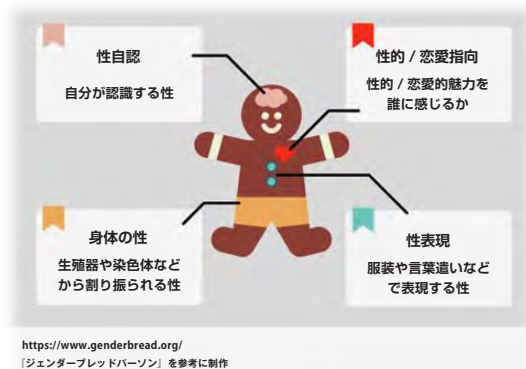 性自認
自分が認識する性
性的 / 恋愛指向
性的 / 恋愛的魅力を
誰に感じるか
身体の性
生殖器や染色体など
から割り振られる性
性表現
服装や言葉遣いなど
で表現する性
https://www.genderbread.org/
『ジェンダーブレッドパーソン』を参考に制作